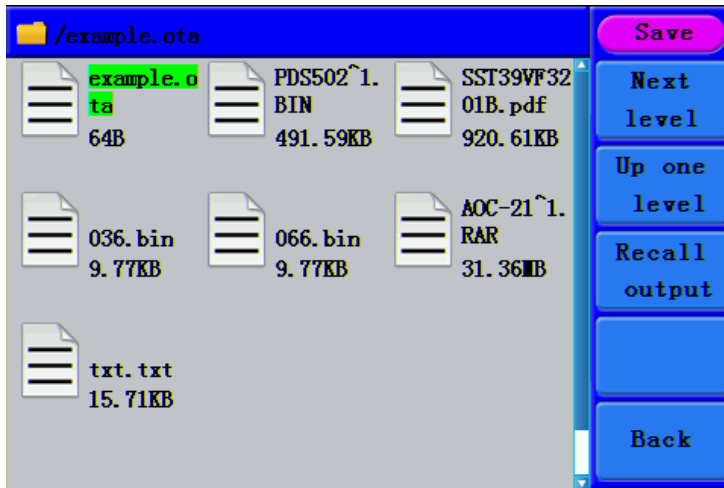 /example.ota
Save
example.o
ta
64B
PDS502~1.
BIN
491.59KB
SST39VF32
01B.pdf
920.61KB
036.bin
9.77KB
066.bin
9.77KB
AOC-21~1.
RAR
31.36MB
txt.txt
15.71KB
Next
level
Up one
level
Recall
output
Back